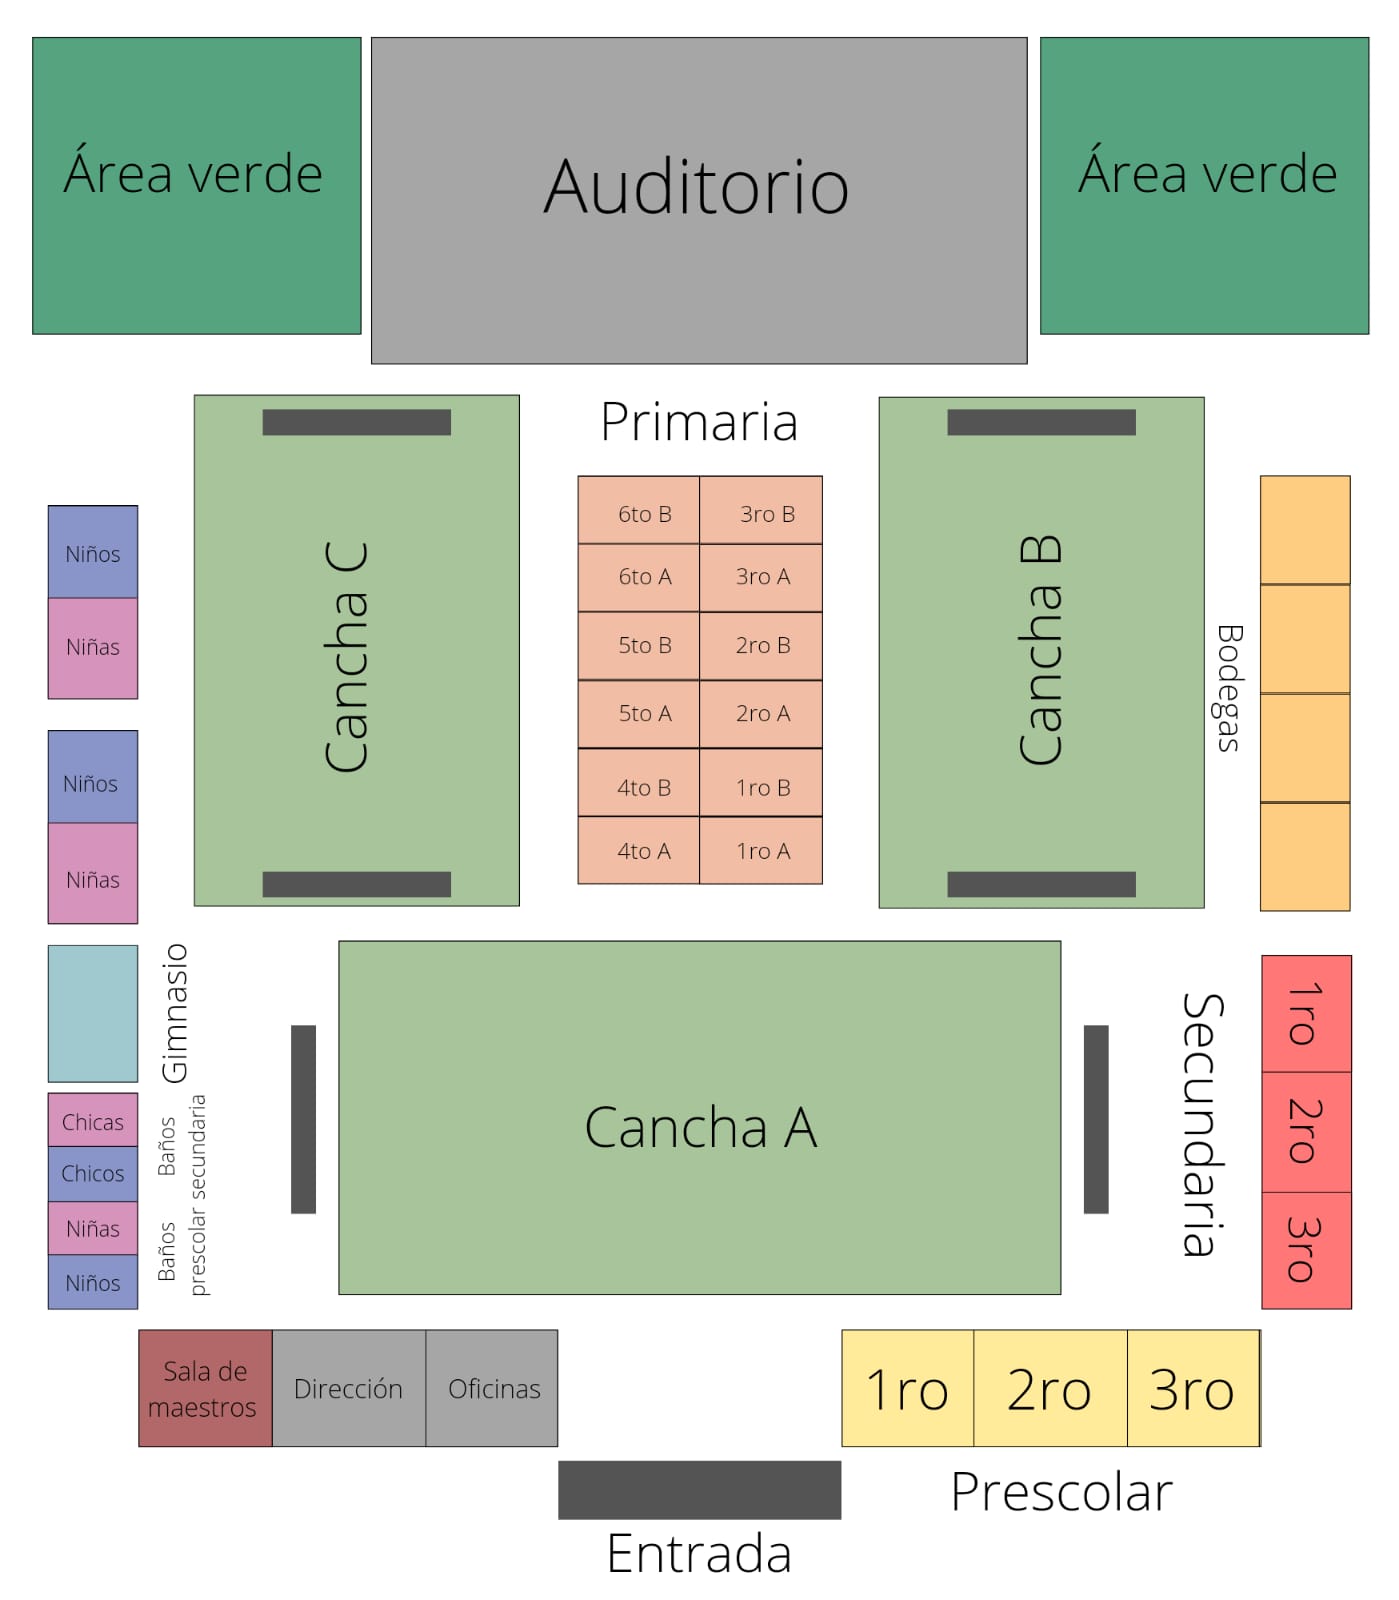 Área verde
Auditorio
Área verde
Primaria
Cancha C
6to B
3ro B
6to A
3ro A
5to B
2ro B
5to A
2ro A
4to B
1ro B
4to A
1ro A
Cancha B
Bodegas
Niños
Niñas
Niños
Niñas
Gimnasio
Chicas
Chicos
Baños
secundaria
Niñas
Niños
Baños
prescolar
Cancha A
Secundaria
1ro
2ro
3ro
Sala de
maestros
Dirección
Oficinas
1ro
2ro
3ro
Prescolar
Entrada